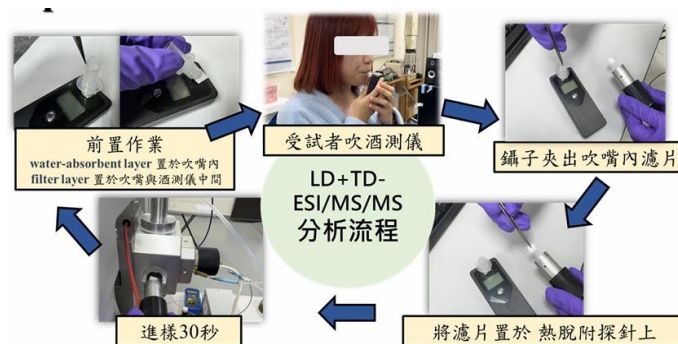 前置作業
water-absorbent layer 置於吹嘴內
filter layer 置於吹嘴與酒測儀中間
受試者吹酒測儀
鑷子夾出吹嘴內濾片
LD+TD-
ESI/MS/MS
分析流程
進樣30秒
將濾片置於 熱脫附探針上